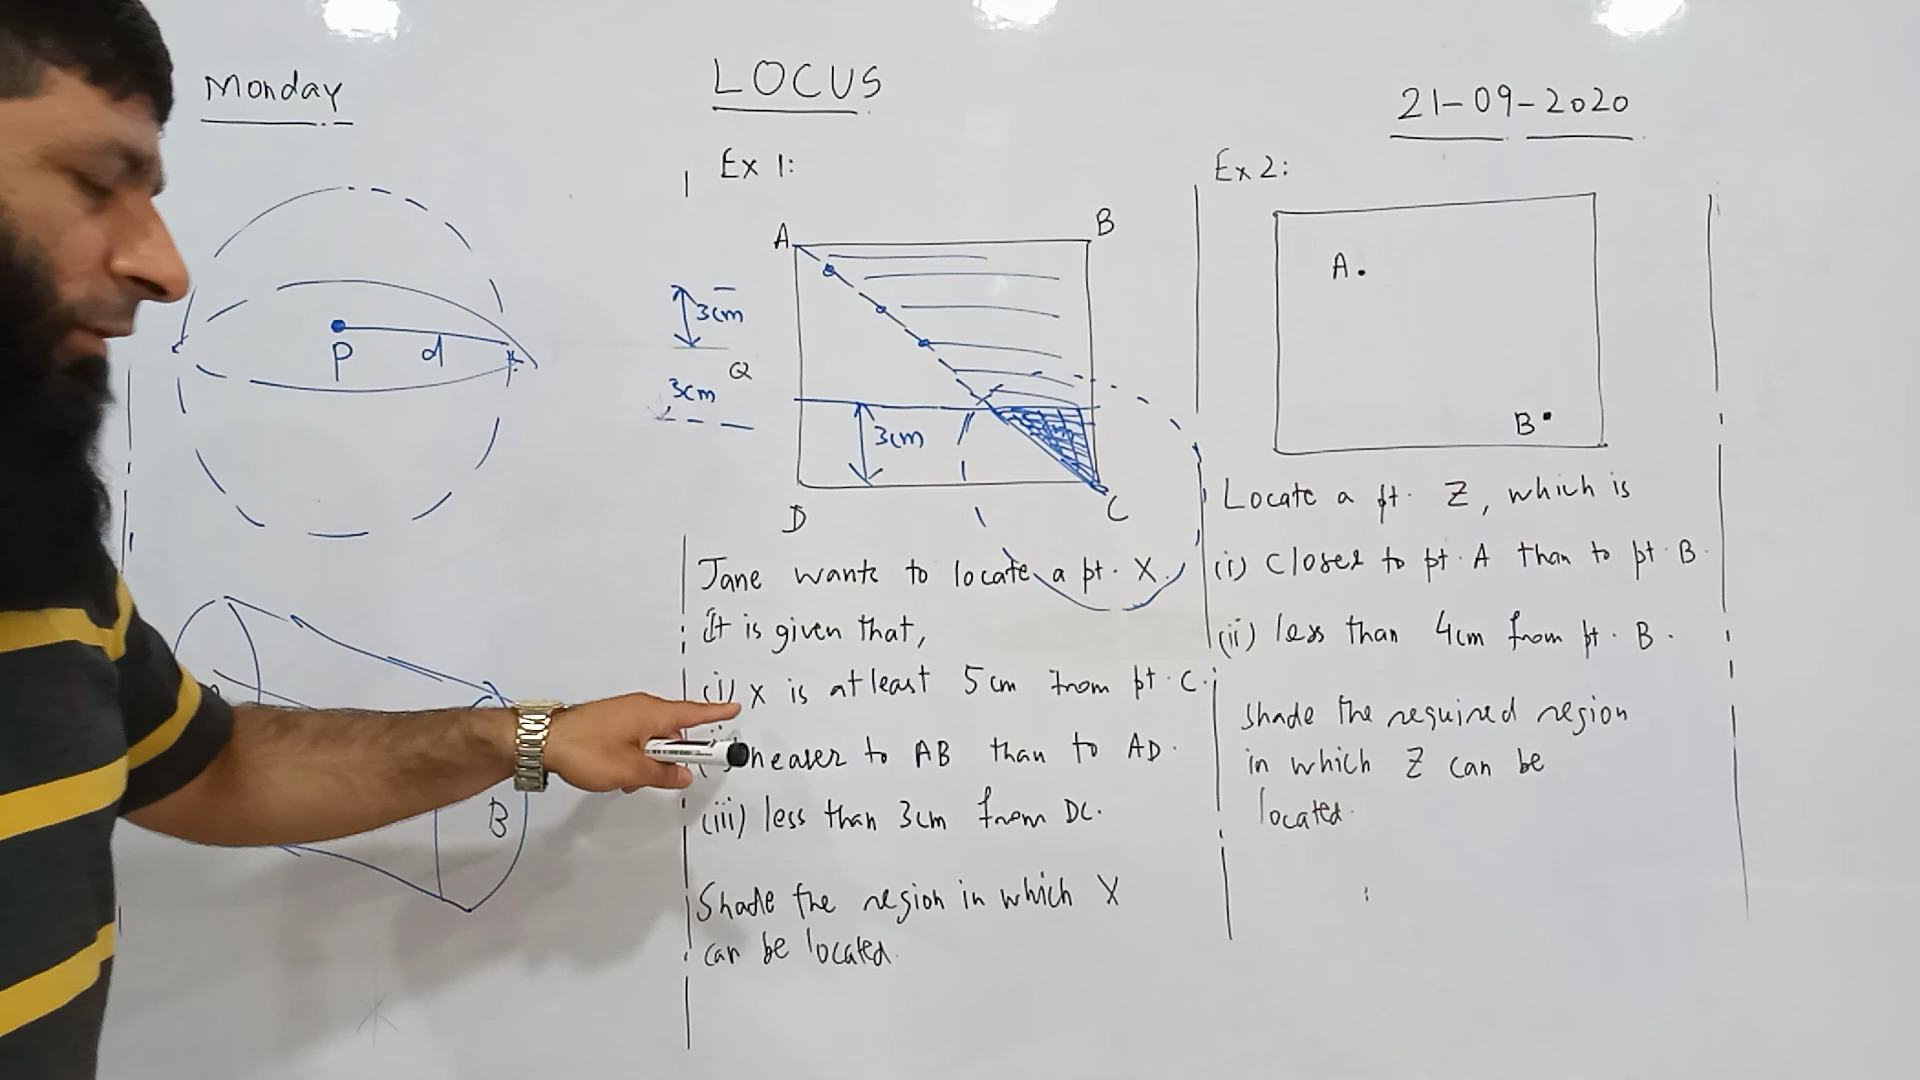 Monday
LOCUS
21-09-2020
P
d
B
Ex 1:
A
B
3cm
Q
3cm
3cm
D
C
Jane wants to locate a pt. X.
It is given that,
(i) X is at least 5cm from pt. C.
nearer to AB than to AD.
(iii) less than 3cm from DC.
Shade the region in which X
can be located.
Ex 2:
A.
B
Locate a pt. Z, which is
(i) Closer to pt. A than to pt. B.
(ii) less than 4cm from pt. B.
Shade the required region
in which Z can be
located.